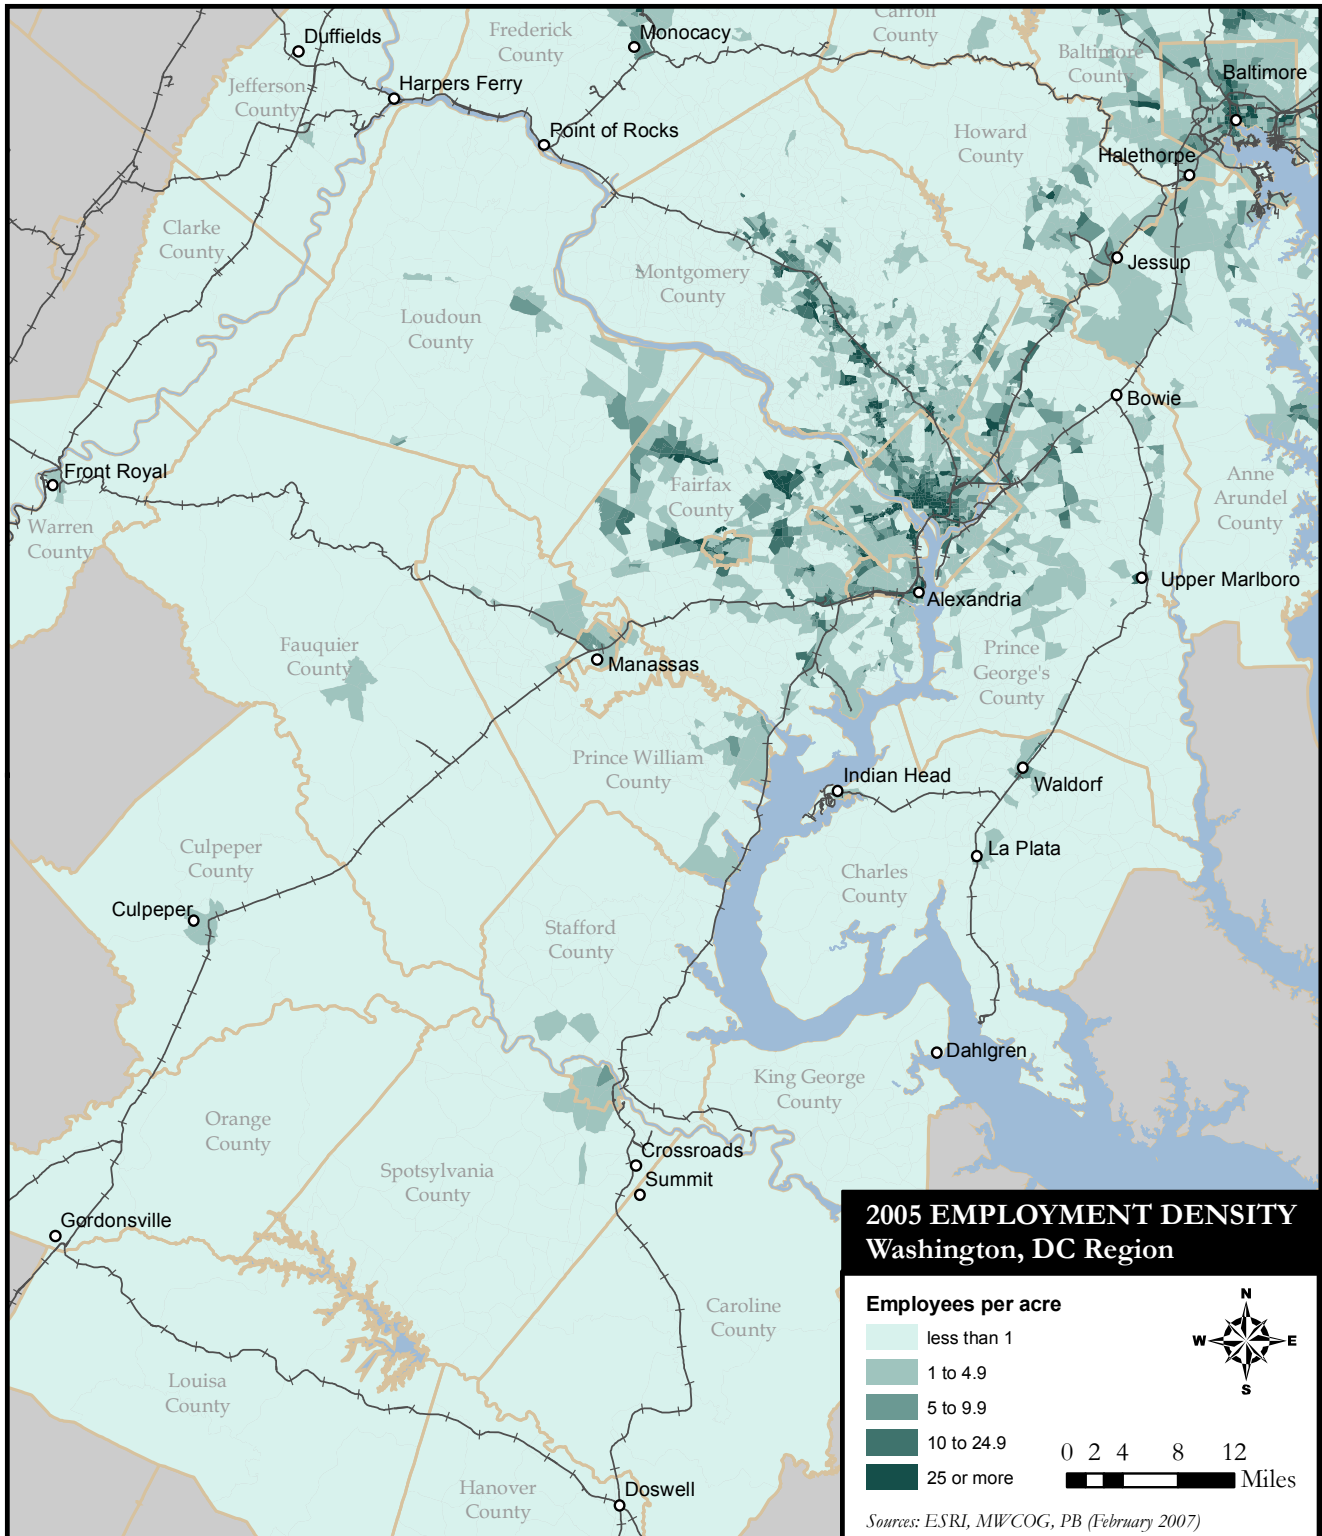 Carroll
County
Frederick
County
Monocacy
Duffields
Baltimore
County
Baltimore
Jefferson
County
Harpers Ferry
Point of Rocks
Howard
County
Halethorpe
Clarke
County
Jessup
Montgomery
County
Loudoun
County
Bowie
Front Royal
Fairfax
County
Anne
Arundel
County
Warren
County
Upper Marlboro
Alexandria
Fauquier
County
Manassas
Prince
George's
County
Prince William
County
Indian Head
Waldorf
Culpeper
County
La Plata
Charles
County
Culpeper
Stafford
County
Dahlgren
King George
County
Orange
County
Crossroads
Spotsylvania
County
Summit
Gordonsville
Caroline
County
Louisa
County
Hanover
County
Doswell
2005 EMPLOYMENT DENSITY
Washington, DC Region
Employees per acre
less than 1
1 to 4.9
5 to 9.9
10 to 24.9
25 or more
N
W E
S
0 2 4 8 12
Miles
Sources: ESRI, MWCOG, PB (February 2007)